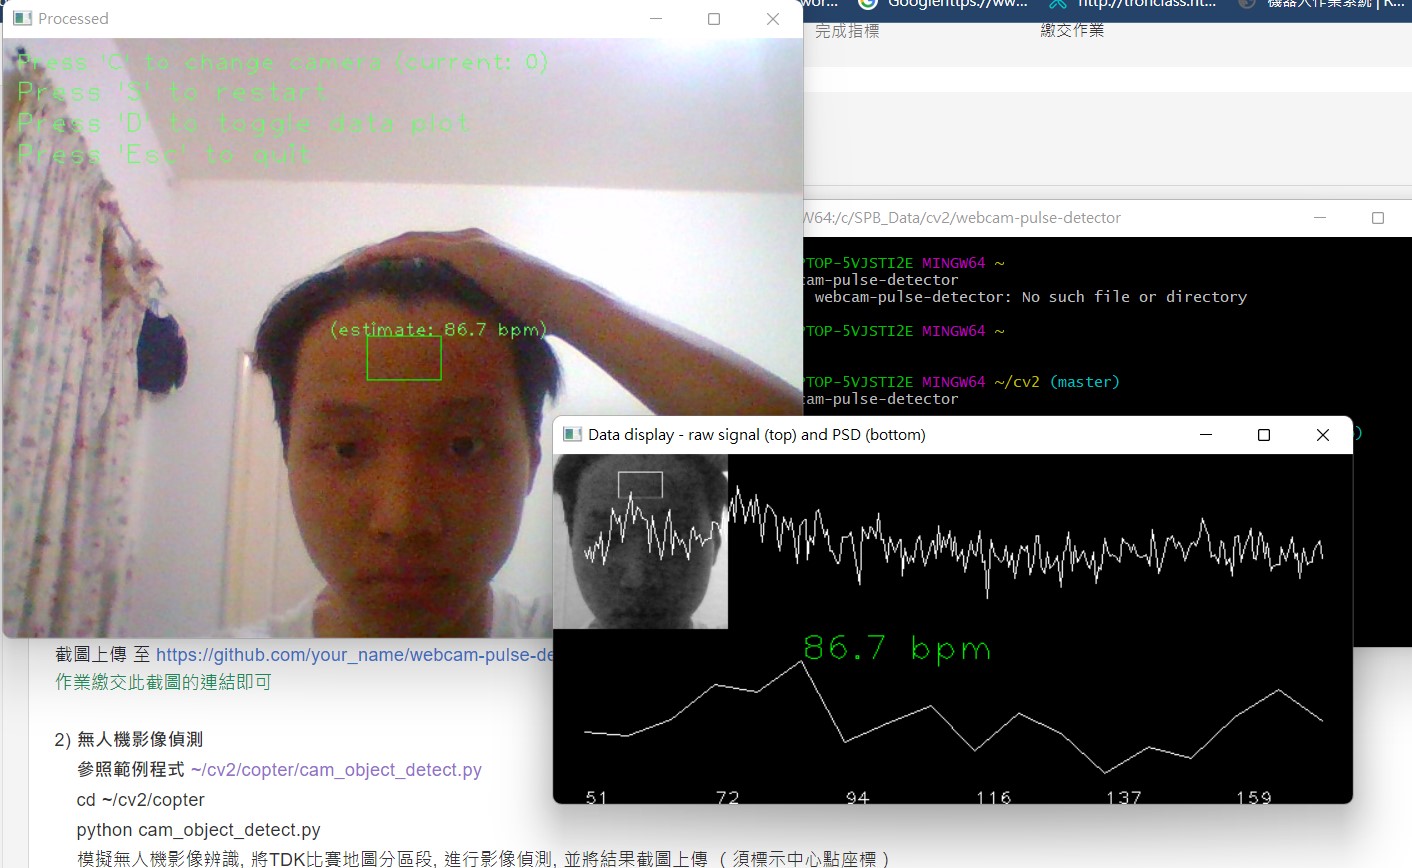 Processed
wor...
Googlehttps://ww...
http://tronclass.nt...
機器人作業系統 | R...
完成指標
繳交作業
Press 'C' to change camera (current: 0)
Press 'S' to restart
Press 'D' to toggle data plot
Press 'Esc' to quit
(estimate: 86.7 bpm)
W64:/c/SPB_Data/cv2/webcam-pulse-detector
PTOP-5VJSTI2E MINGW64 ~
cam-pulse-detector
webcam-pulse-detector: No such file or directory
PTOP-5VJSTI2E MINGW64 ~
PTOP-5VJSTI2E MINGW64 ~/cv2 (master)
cam-pulse-detector
Data display - raw signal (top) and PSD (bottom)
86.7 bpm
51 72 94 116 137 159
截圖上傳 至 https://github.com/your_name/webcam-pulse-de
作業繳交此截圖的連結即可
2) 無人機影像偵測
參照範例程式 ~/cv2/copter/cam_object_detect.py
cd ~/cv2/copter
python cam_object_detect.py
模擬無人機影像辨識, 將TDK比賽地圖分區段, 進行影像偵測, 並將結果截圖上傳 ( 須標示中心點座標 )